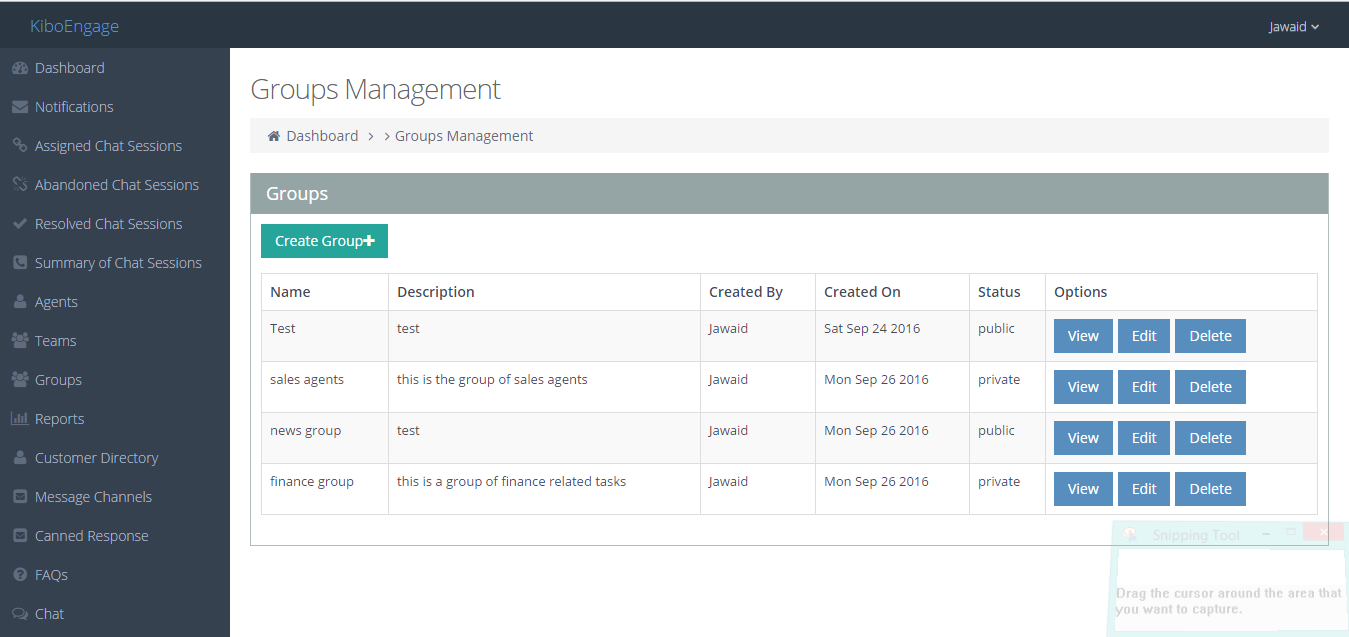 KiboEngage
Jawaid
Dashboard
Notifications
Assigned Chat Sessions
Abandoned Chat Sessions
Resolved Chat Sessions
Summary of Chat Sessions
Agents
Teams
Groups
Reports
Customer Directory
Message Channels
Canned Response
FAQs
Chat
Groups Management
Dashboard > > Groups Management
Groups
Create Group+
Name Description Created By Created On Status Options
Test test Jawaid Sat Sep 24 2016 public View Edit Delete
sales agents this is the group of sales agents Jawaid Mon Sep 26 2016 private View Edit Delete
news group test Jawaid Mon Sep 26 2016 public View Edit Delete
finance group this is a group of finance related tasks Jawaid Mon Sep 26 2016 private View Edit Delete
Snipping Tool
Drag the cursor around the area that
you want to capture.